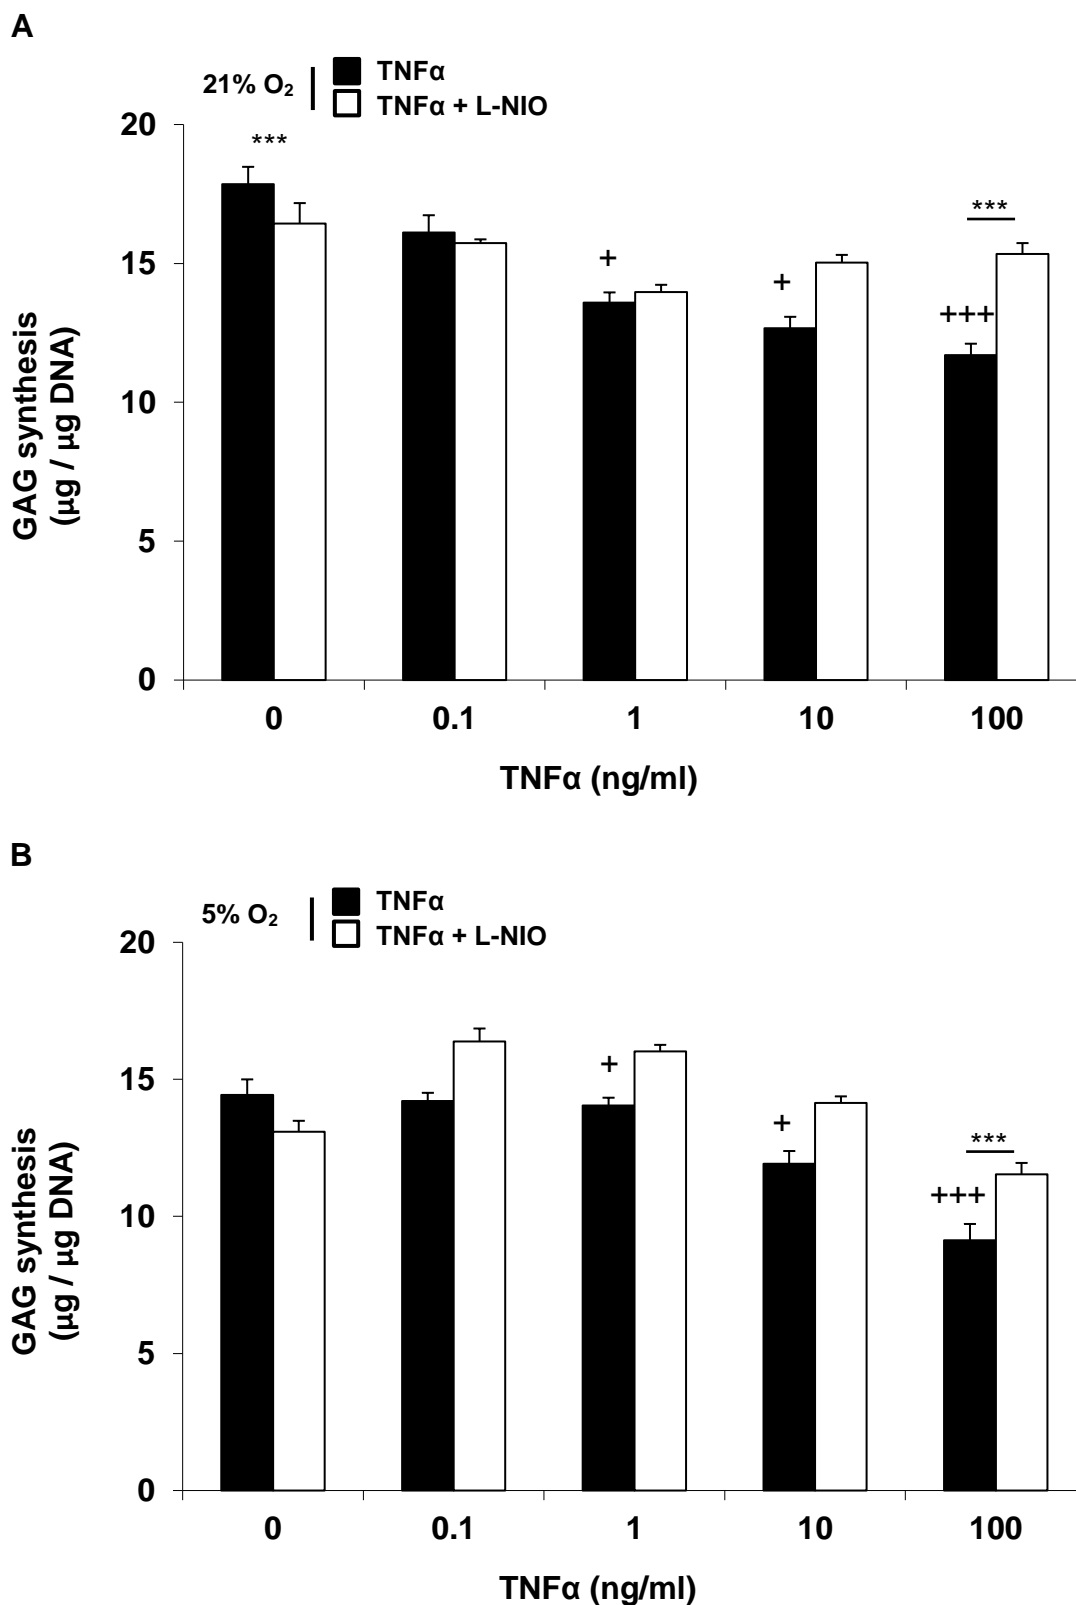 A
21% O₂
TNFα
TNFα + L-NIO
20
15
10
5
0
***
+
+
+++
***
GAG synthesis
(µg / µg DNA)
0 0.1 1 10 100
TNFα (ng/ml)
B
5% O₂
TNFα
TNFα + L-NIO
20
15
10
5
0
+
+
+++
***
GAG synthesis
(µg / µg DNA)
0 0.1 1 10 100
TNFα (ng/ml)